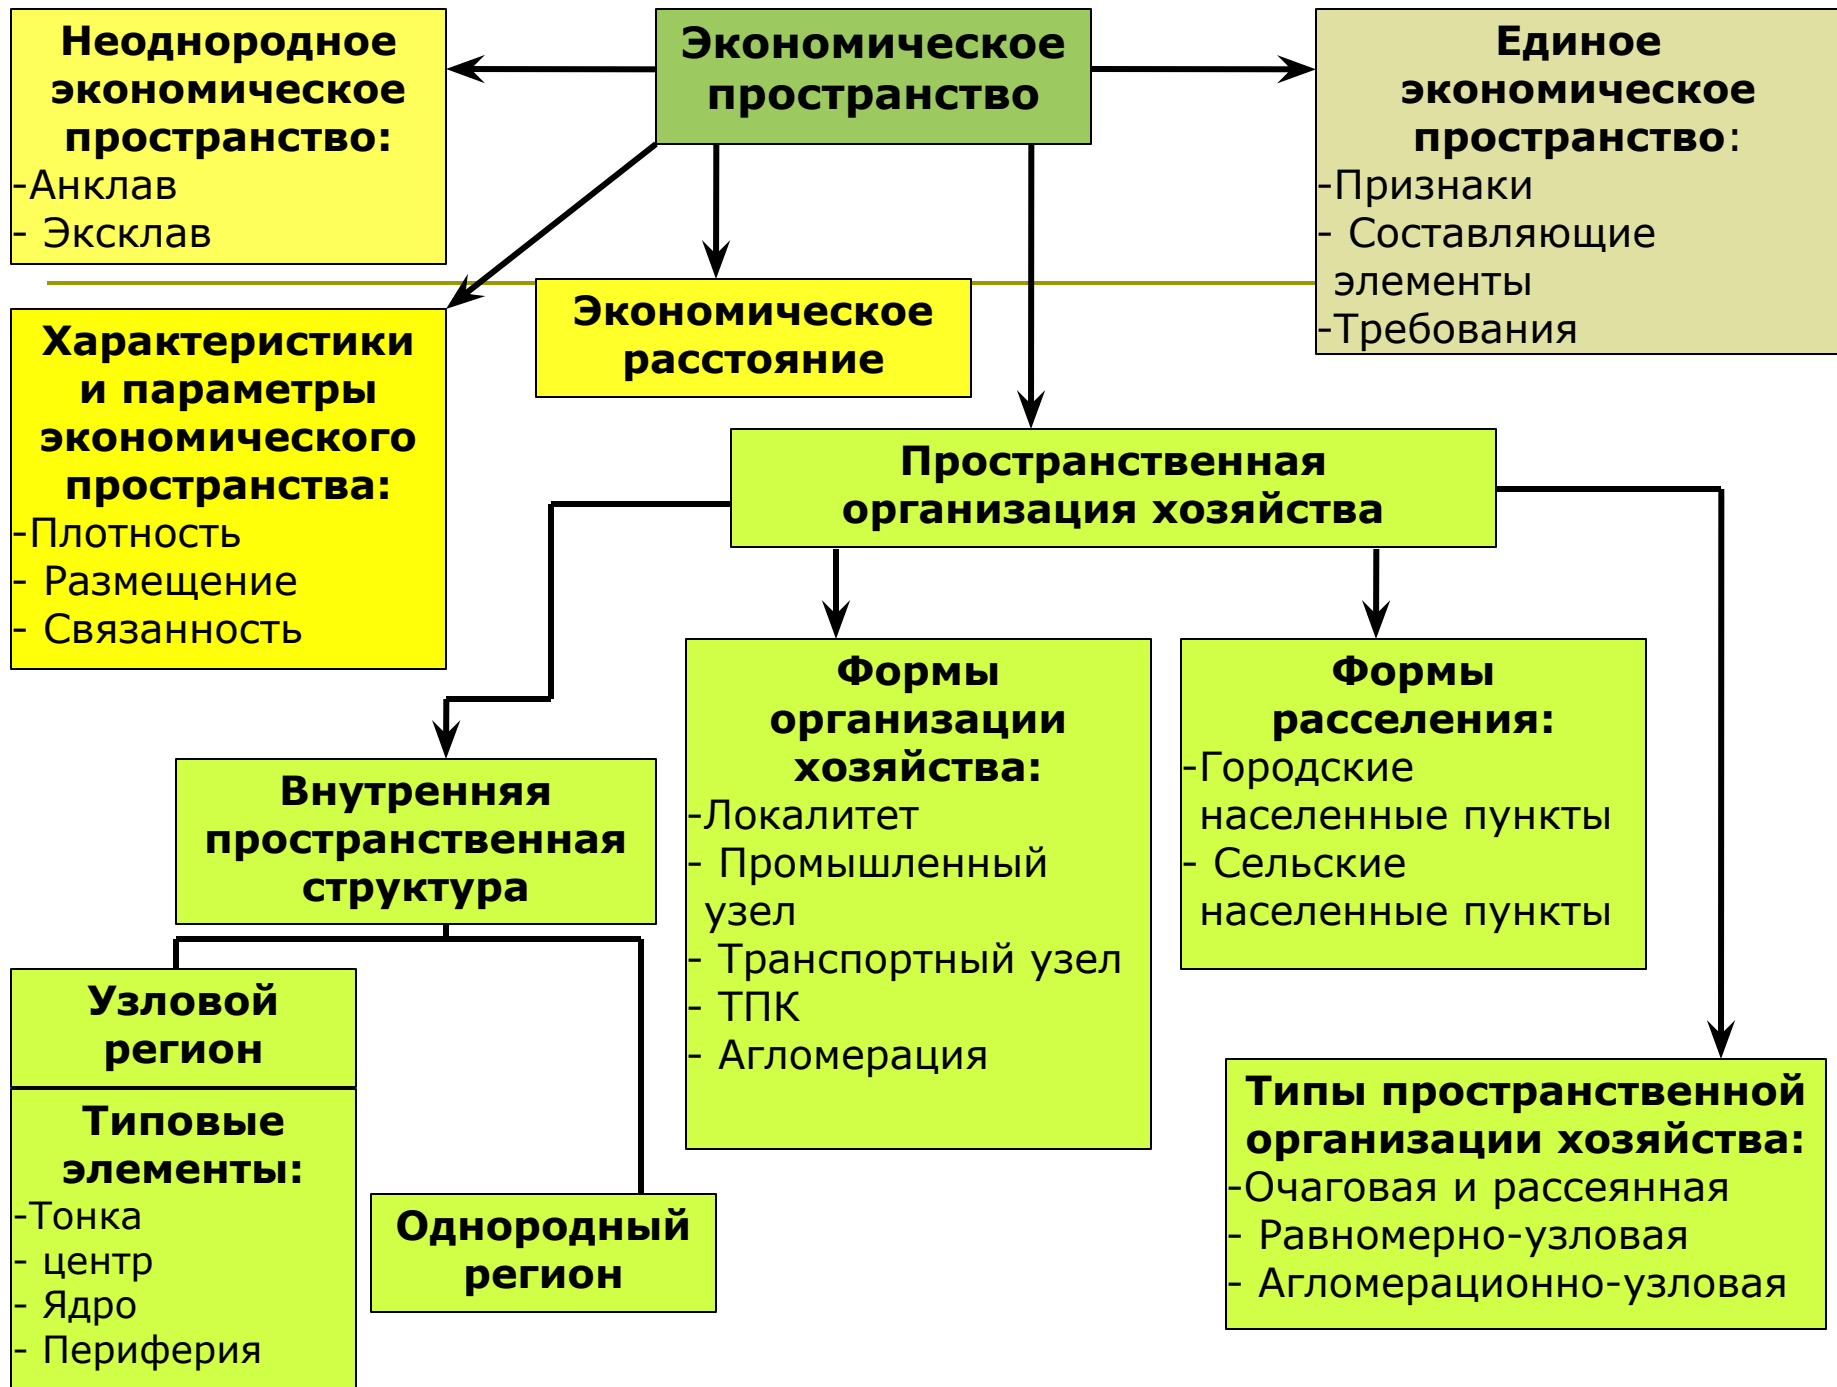 Неоднородное
экономическое
пространство:
-Анклав
- Эксклав
Экономическое
пространство
Единое
экономическое
пространство:
-Признаки
- Составляющие
элементы
-Требования
Характеристики
и параметры
экономического
пространства:
-Плотность
- Размещение
- Связанность
Экономическое
расстояние
Пространственная
организация хозяйства
Внутренняя
пространственная
структура
Формы
организации
хозяйства:
-Локалитет
- Промышленный
узел
- Транспортный узел
- ТПК
- Агломерация
Формы
расселения:
-Городские
населенные пункты
- Сельские
населенные пункты
Узловой
регион
Типовые
элементы:
-Тонка
- центр
- Ядро
- Периферия
Однородный
регион
Типы пространственной
организации хозяйства:
-Очаговая и рассеянная
- Равномерно-узловая
- Агломерационно-узловая